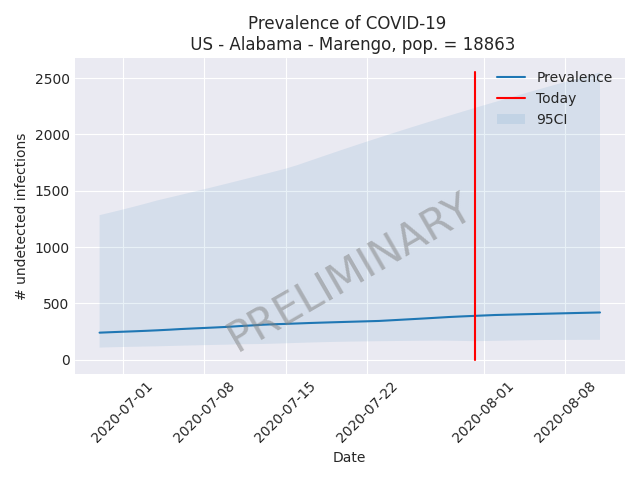 Prevalence of COVID-19
US - Alabama - Marengo, pop. = 18863
2500
2000
1500
1000
500
0
# undetected infections
Prevalence
Today
95CI
PRELIMINARY
2020-07-01
2020-07-08
2020-07-15
2020-07-22
2020-08-01
2020-08-08
Date